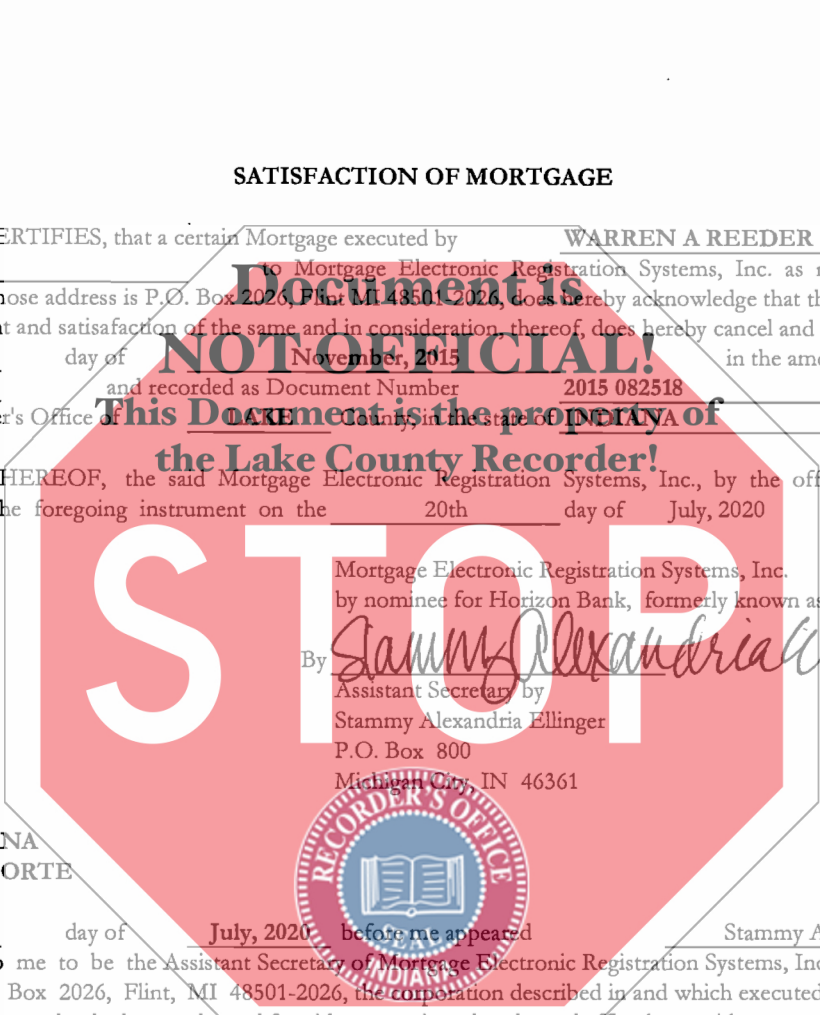 SATISFACTION OF MORTGAGE
ERTIFIES, that a certain Mortgage executed by WARREN A REEDER
to Mortgage Electronic Registration Systems, Inc. as
Document is
ose address is P.O. Box 2026, Flint MI 48501-2026, does hereby acknowledge that
t and satisafaction of the same and in consideration, thereof, does hereby cancel and
NOT OFFICIAL!
day of November, 2015 in the
and recorded as Document Number 2015 082518
r's Office of LAKE County, in the state of INDIANA
This Document is the property of
the Lake County Recorder!
HEREOF, the said Mortgage Electronic Registration Systems, Inc., by the
he foregoing instrument on the 20th day of July, 2020
STOP
Mortgage Electronic Registration Systems, Inc.
by nominee for Horizon Bank, formerly known as
By Stammy Alexandria
Assistant Secretary by
Stammy Alexandria Ellinger
P.O. Box 800
Michigan City, IN 46361
RECORDER'S OFFICE
SEAL
INDIANA
NA
ORTE
day of July, 2020 before me appeared Stammy A
me to be the Assistant Secretary of Mortgage Electronic Registration Systems, Inc
Box 2026, Flint, MI 48501-2026, the corporation described in and which executed